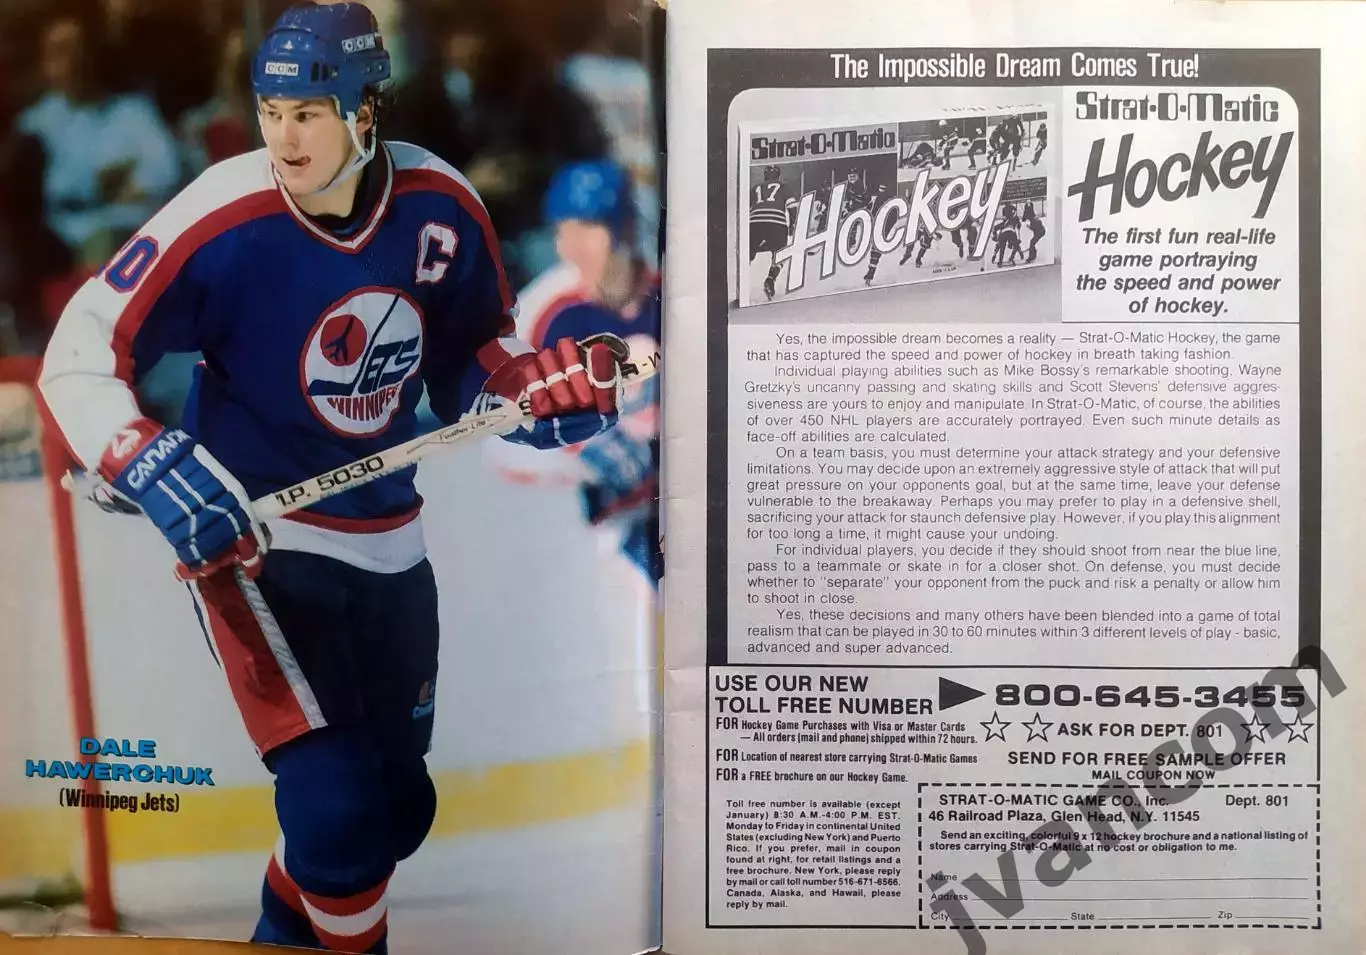 CCM
CCM
10
C
JETS
WINNIPEG
CANADIEN
Feather Lite
M.P. 5030
DALE
HAWERCHUK
(Winnipeg Jets)
The Impossible Dream Comes True!
Strat-O-Matic
Hockey
17
Strat-O-Matic
Hockey
The first fun real-life
game portraying
the speed and power
of hockey.
Yes, the impossible dream becomes a reality — Strat-O-Matic Hockey, the game
that has captured the speed and power of hockey in breath taking fashion.
Individual playing abilities such as Mike Bossy's remarkable shooting, Wayne
Gretzky's uncanny passing and skating skills and Scott Stevens' defensive aggres-
siveness are yours to enjoy and manipulate. In Strat-O-Matic, of course, the abilities
of over 450 NHL players are accurately portrayed. Even such minute details as
face-off abilities are calculated.
On a team basis, you must determine your attack strategy and your defensive
limitations. You may decide upon an extremely aggressive style of attack that will put
great pressure on your opponents goal, but at the same time, leave your defense
vulnerable to the breakaway. Perhaps you may prefer to play in a defensive shell,
sacrificing your attack for staunch defensive play. However, if you play this alignment
for too long a time, it might cause your undoing.
For individual players, you decide if they should shoot from near the blue line,
pass to a teammate or skate in for a closer shot. On defense, you must decide
whether to "separate" your opponent from the puck and risk a penalty or allow him
to shoot in close.
Yes, these decisions and many others have been blended into a game of total
realism that can be played in 30 to 60 minutes within 3 different levels of play - basic,
advanced and super advanced.
USE OUR NEW
TOLL FREE NUMBER
800-645-3455
FOR Hockey Game Purchases with Visa or Master Cards
— All orders (mail and phone) shipped within 72 hours.
FOR Location of nearest store carrying Strat-O-Matic Games
FOR a FREE brochure on our Hockey Game.
ASK FOR DEPT. 801
SEND FOR FREE SAMPLE OFFER
MAIL COUPON NOW
Toll free number is available (except
January) 8:30 A.M.-4:00 P.M. EST.
Monday to Friday in continental United
States (excluding New York) and Puerto
Rico. If you prefer, mail in coupon
found at right, for retail listings and a
free brochure. New York, please reply
by mail or call toll number 516-671-6566.
Canada, Alaska, and Hawaii, please
reply by mail.
STRAT-O-MATIC GAME CO., Inc. Dept. 801
46 Railroad Plaza, Glen Head, N.Y. 11545
Send an exciting, colorful 9 x 12 hockey brochure and a national listing of
stores carrying Strat-O-Matic at no cost or obligation to me.
Name
Address
City State Zip
jvancom